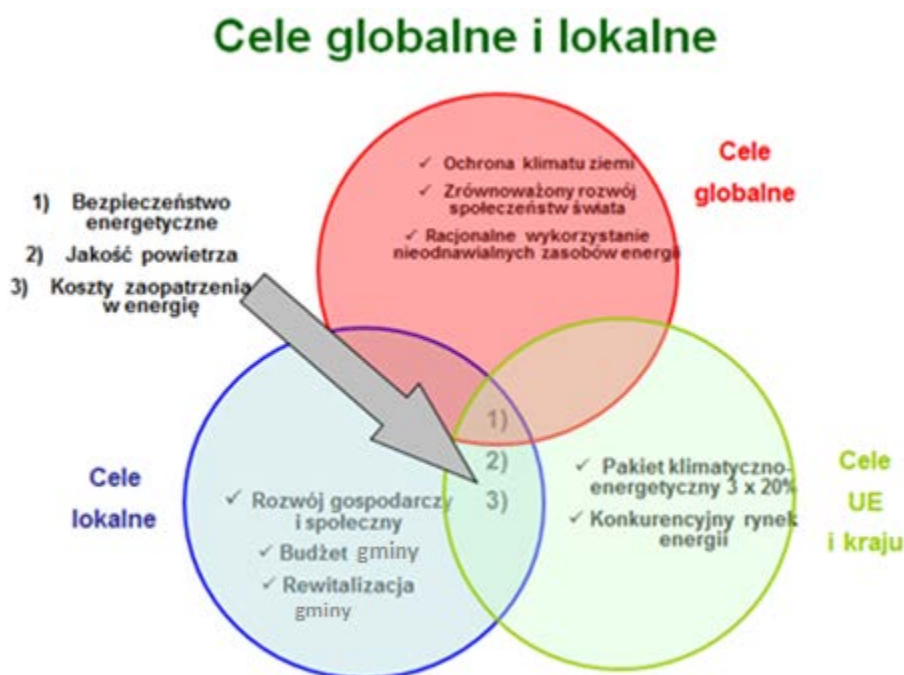 Cele globalne i lokalne
✓ Ochrona klimatu ziemi
✓ Zrównoważony rozwój
społeczeństw świata
✓ Racjonalne wykorzystanie
nieodnawialnych zasobów energii
Cele
globalne
1) Bezpieczeństwo
energetyczne
2) Jakość powietrza
3) Koszty zaopatrzenia
w energię
1)
2)
3)
Cele
lokalne
✓ Rozwój gospodarczy
i społeczny
✓ Budżet gminy
✓ Rewitalizacja
gminy
✓ Pakiet klimatyczno-
energetyczny 3 x 20%
✓ Konkurencyjny rynek
energii
Cele
UE
i kraju